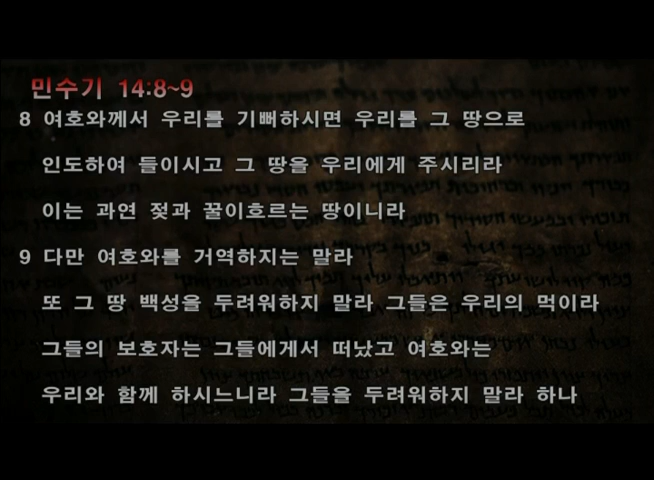 민수기 14:8~9
8 여호와께서 우리를 기뻐하시면 우리를 그 땅으로
인도하여 들이시고 그 땅을 우리에게 주시리라
이는 과연 젖과 꿀이흐르는 땅이니라
9 다만 여호와를 거역하지는 말라
또 그 땅 백성을 두려워하지 말라 그들은 우리의 먹이라
그들의 보호자는 그들에게서 떠났고 여호와는
우리와 함께 하시느니라 그들을 두려워하지 말라 하나